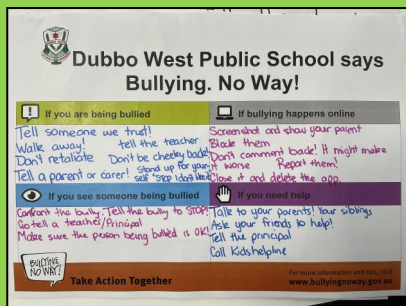 Dubbo West Public School says
Bullying. No Way!
If you are being bullied
Tell someone we trust!
Walk away! tell the teacher
Don't retaliate Don't be cheeky back!
Stand up for your
self "Stop I don't like it"
Tell a parent or carer!
If bullying happens online
Screenshot and show your parent
Block them
Don't comment back! It might make
it worse Report them!
Close it and delete the app.
If you see someone being bullied
Confront the bully. Tell the bully to STOP!
Go tell a teacher/Principal
Make sure the person being bullied is OK!
If you need help
Talk to your parents! Your siblings
Ask your friends to help!
Tell the principal
Call Kidshelpline
BULLYING.
NO WAY!
Take Action Together
For more information and tips, visit
www.bullyingnoway.gov.au